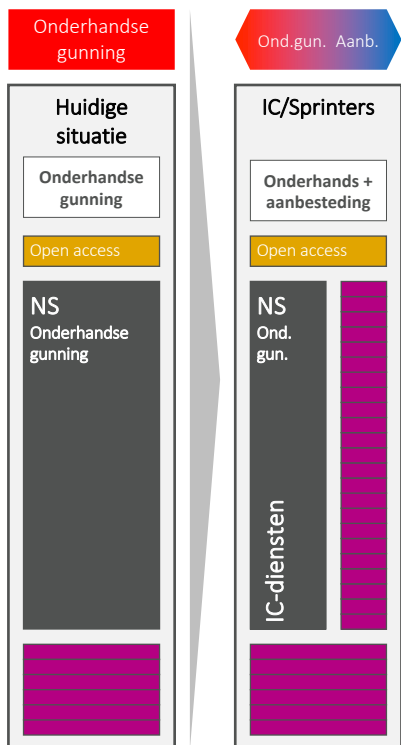 Onderhandse
gunning
Huidige
situatie
Onderhandse
gunning
Open access
NS
Onderhandse
gunning
Ond.gun. Aanb.
IC/Sprinters
Onderhands +
aanbesteding
Open access
NS
Ond.
gun.
IC-diensten